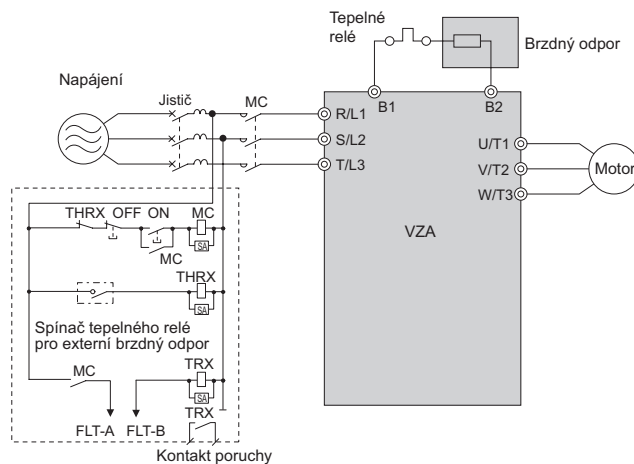 Tepelné
relé
Brzdný odpor
Napájení
Jistič
MC
B1
B2
R/L1
S/L2
T/L3
U/T1
V/T2
W/T3
Motor
VZA
THRX OFF ON MC
SA
MC
THRX
SA
Spínač tepelného relé
pro externí brzdný odpor
MC
TRX
SA
TRX
FLT-A FLT-B
Kontakt poruchy